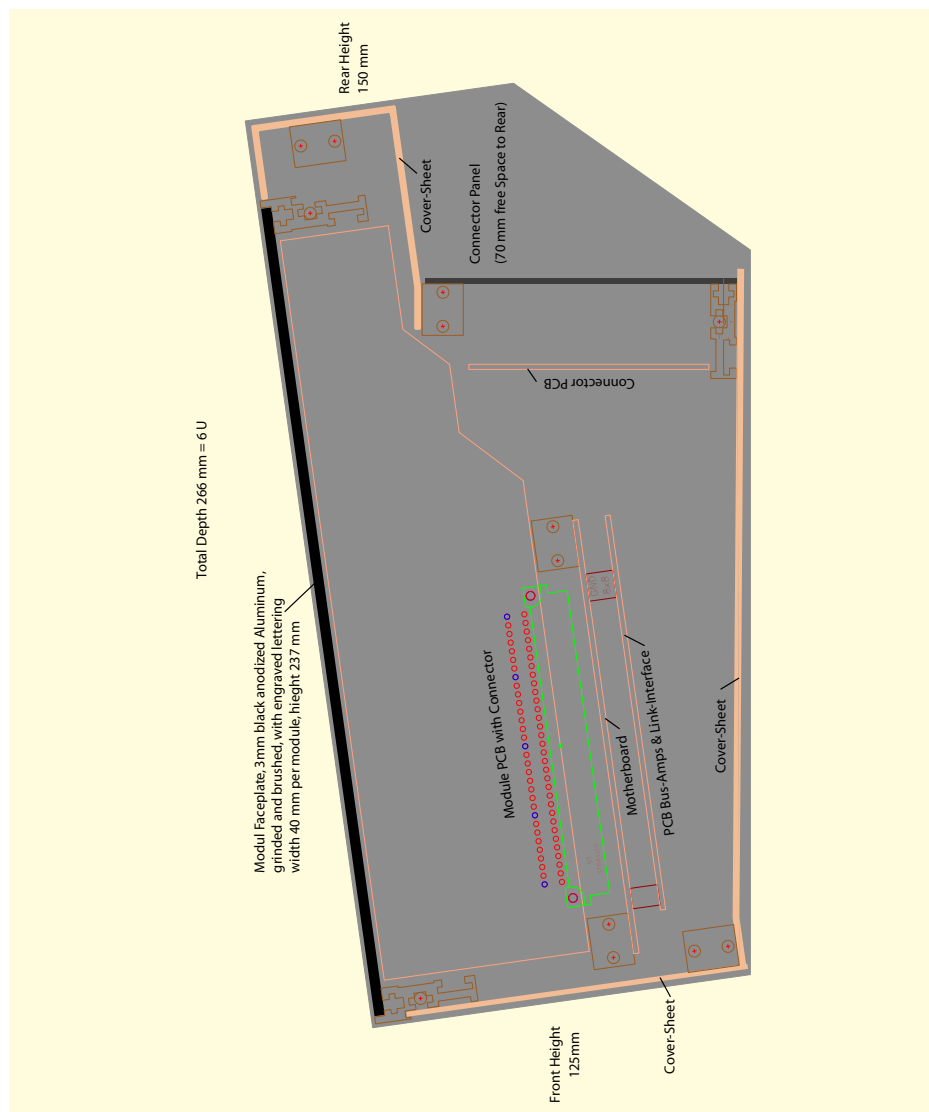 Rear Height
150 mm
Cover-Sheet
Connector Panel
(70 mm free Space to Rear)
Connector PCB
Total Depth 266 mm = 6 U
Modul Faceplate, 3mm black anodized Aluminum,
grinded and brushed, with engraved lettering
width 40 mm per module, hieght 237 mm
Module PCB with Connector
GND
Motherboard
PCB Bus-Amps & Link-Interface
Cover-Sheet
Front Height
125mm
Cover-Sheet